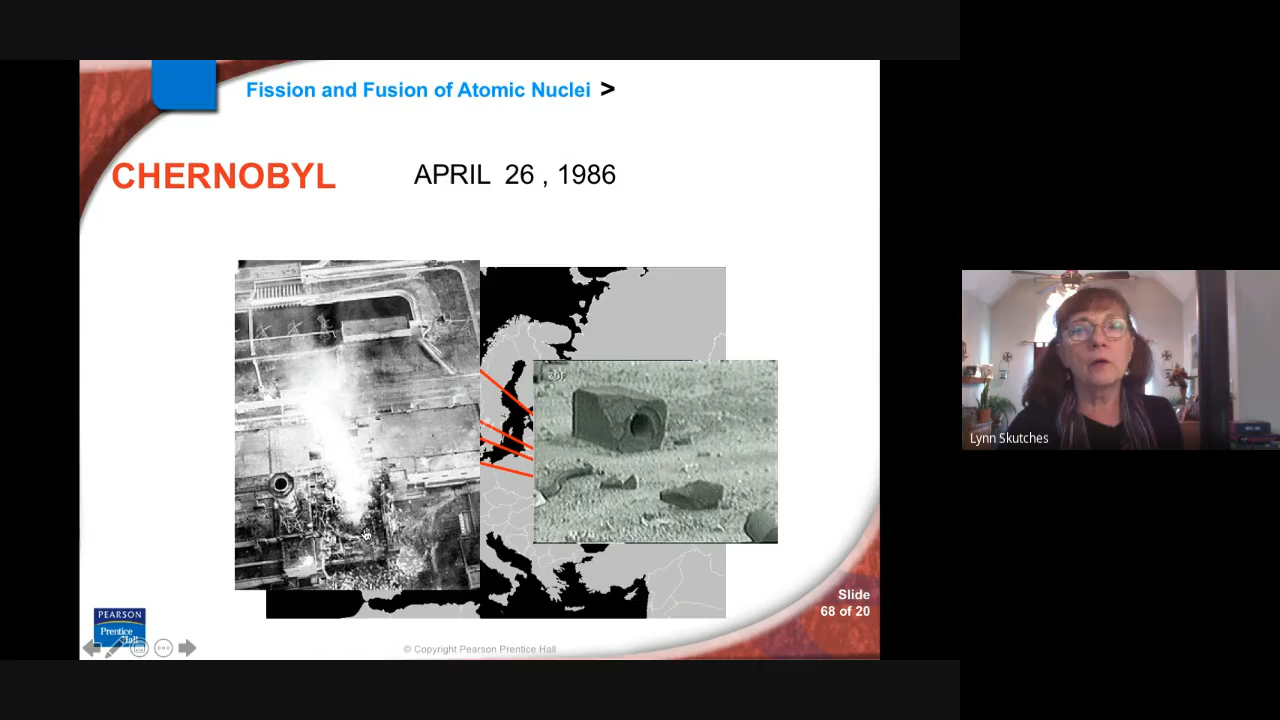 Fission and Fusion of Atomic Nuclei >
CHERNOBYL
APRIL 26 , 1986
Lynn Skutches
Slide
68 of 20
PEARSON
Prentice
Hall
© Copyright Pearson Prentice Hall